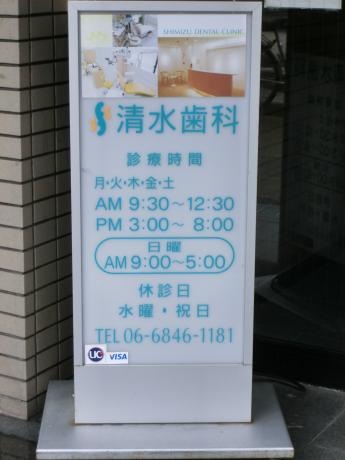 SHIMIZU DENTAL CLINIC
清水歯科
診療時間
月・火・木・金・土
AM 9:30〜12:30
PM 3:00〜 8:00
日曜
AM 9:00〜5:00
休診日
水曜・祝日
TEL 06-6846-1181
UC VISA